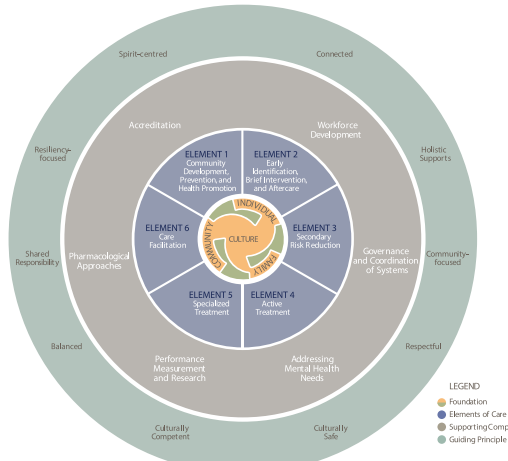 Spirit-centred
Connected
Accreditation
Workforce
Development
Resiliency-
focused
Holistic
Supports
ELEMENT 1
Community
Development,
Prevention, and
Health Promotion
ELEMENT 2
Early
Identification,
Brief Intervention,
and Aftercare
INDIVIDUAL
COMMUNITY
CULTURE
FAMILY
ELEMENT 6
Care
Facilitation
ELEMENT 3
Secondary
Risk Reduction
Shared
Responsibility
Pharmacological
Approaches
Governance
and Coordination
of Systems
Community-
focused
ELEMENT 5
Specialized
Treatment
ELEMENT 4
Active
Treatment
Balanced
Respectful
Performance
Measurement
and Research
Addressing
Mental Health
Needs
Culturally
Competent
Culturally
Safe
LEGEND
Foundation
Elements of Care
Supporting Comp
Guiding Principle